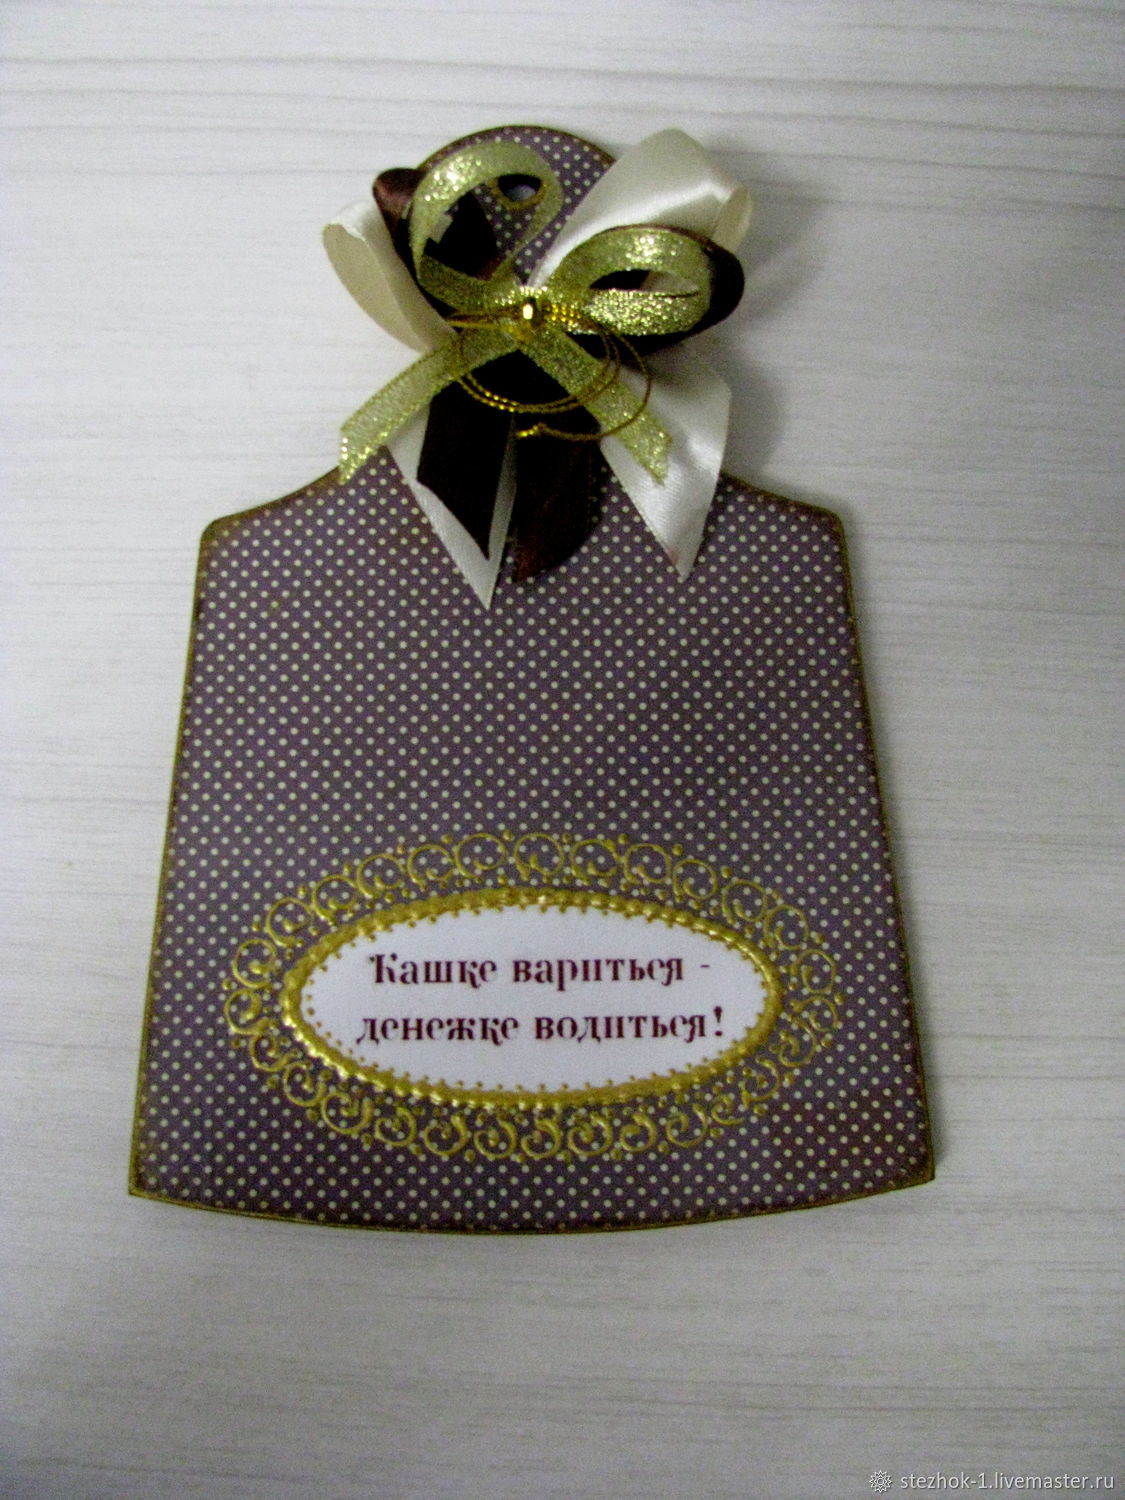 Кашке вариться -
денежке водиться!
stezhok-1.livemaster.ru